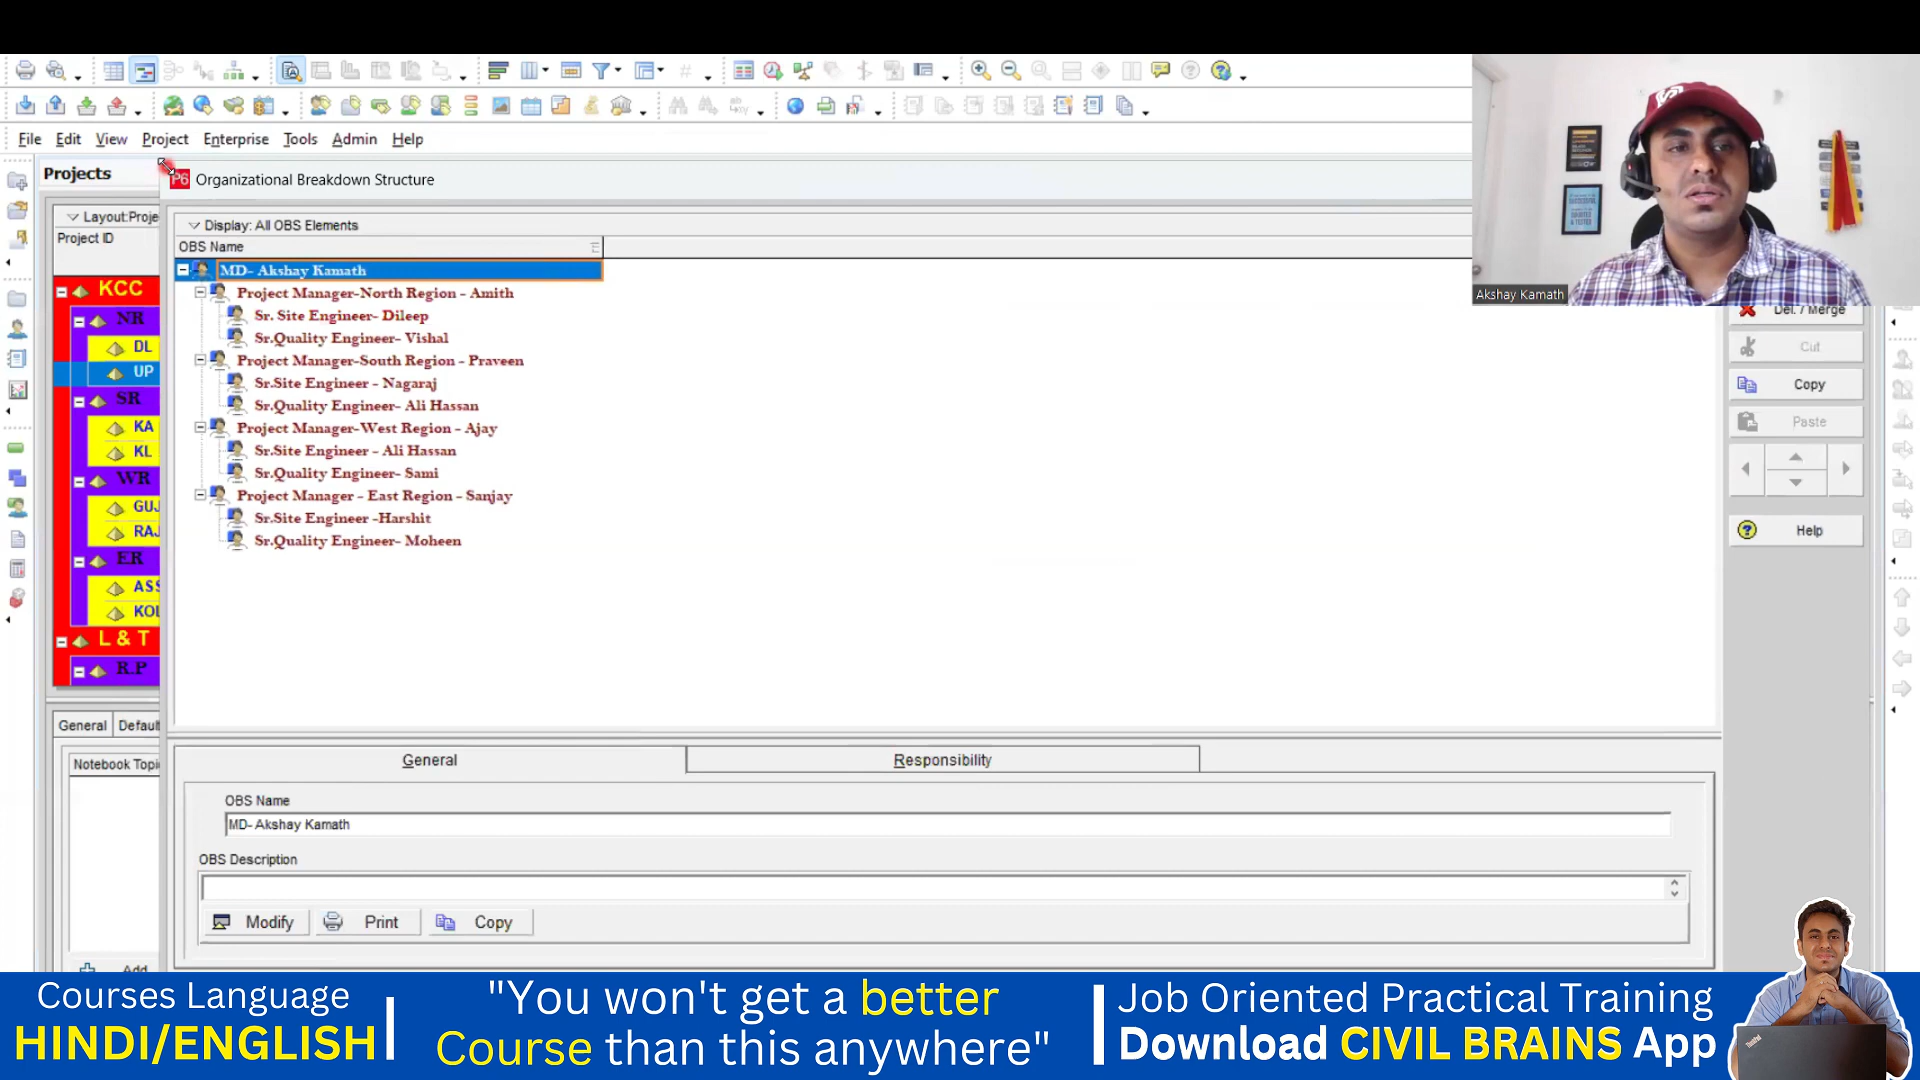 File Edit View Project Enterprise Tools Admin Help
Projects
P6 Organizational Breakdown Structure
Layout:Proje
Project ID
Display: All OBS Elements
OBS Name
MD- Akshay Kamath
Project Manager-North Region - Amith
Sr. Site Engineer- Dileep
Sr.Quality Engineer- Vishal
Project Manager-South Region - Praveen
Sr.Site Engineer - Nagaraj
Sr.Quality Engineer- Ali Hassan
Project Manager-West Region - Ajay
Sr.Site Engineer - Ali Hassan
Sr.Quality Engineer- Sami
Project Manager - East Region - Sanjay
Sr.Site Engineer -Harshit
Sr.Quality Engineer- Moheen
KCC
NR
DL
UP
SR
KA
KL
WR
GUJ
RAJ
ER
ASS
KOL
L & T
R.P
Akshay Kamath
Del. / Merge
Cut
Copy
Paste
Help
General Default
Notebook Topi
Add
General
Responsibility
OBS Name
MD- Akshay Kamath
OBS Description
Modify Print Copy
Courses Language
HINDI/ENGLISH
"You won't get a better
Course than this anywhere"
Job Oriented Practical Training
Download CIVIL BRAINS App